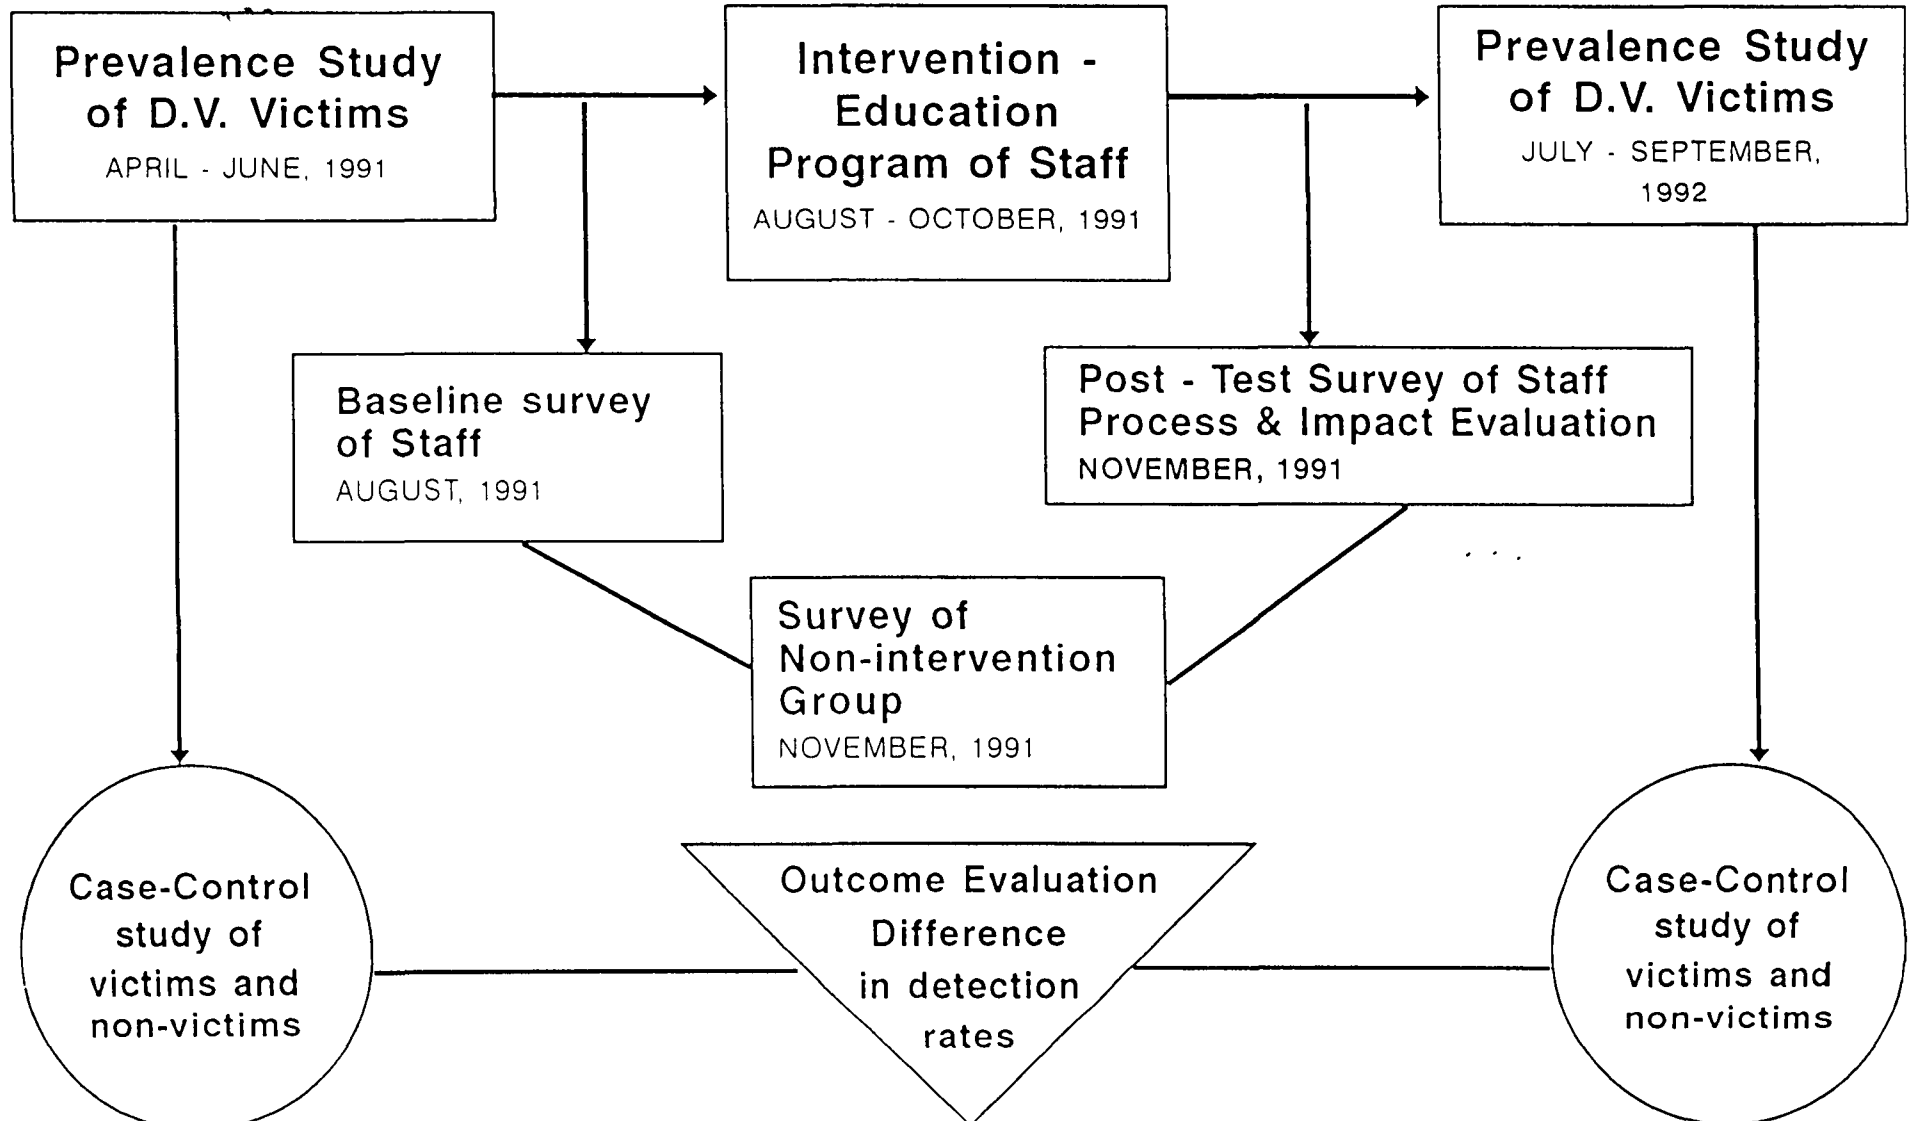 Prevalence Study
of D.V. Victims
APRIL - JUNE, 1991
Intervention -
Education
Program of Staff
AUGUST - OCTOBER, 1991
Prevalence Study
of D.V. Victims
JULY - SEPTEMBER,
1992
Baseline survey
of Staff
AUGUST, 1991
Post - Test Survey of Staff
Process & Impact Evaluation
NOVEMBER, 1991
Survey of
Non-intervention
Group
NOVEMBER, 1991
Case-Control
study of
victims and
non-victims
Outcome Evaluation
Difference
in detection
rates
Case-Control
study of
victims and
non-victims